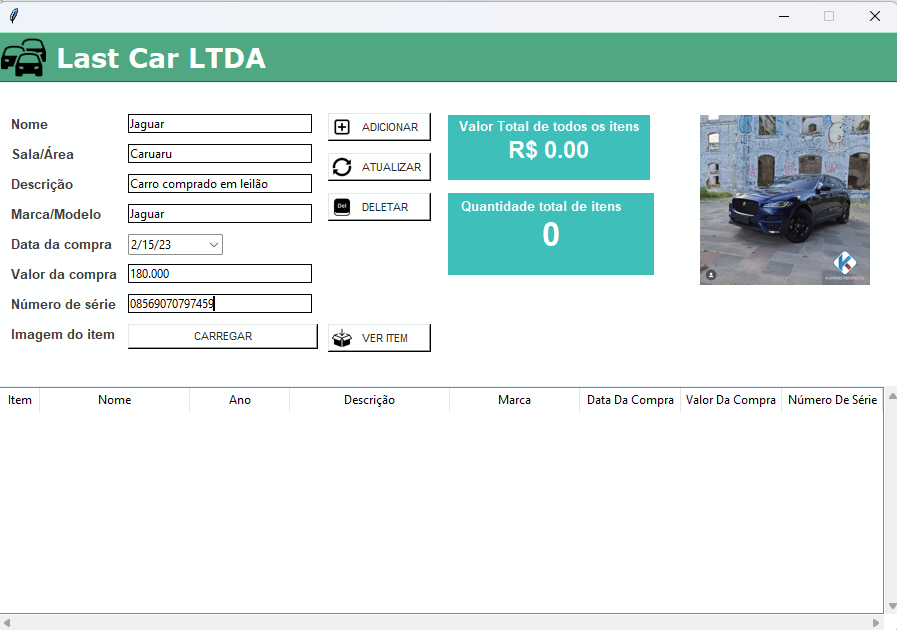 Last Car LTDA
Nome
Jaguar
ADICIONAR
Valor Total de todos os itens
R$ 0.00
Sala/Área
Caruaru
ATUALIZAR
Descrição
Carro comprado em leilão
Marca/Modelo
Jaguar
Del
DELETAR
Quantidade total de itens
0
Data da compra
2/15/23
Valor da compra
180.000
Número de série
08569070797459
Imagem do item
CARREGAR
VER ITEM
Item Nome Ano Descrição Marca Data Da Compra Valor Da Compra Número De Série